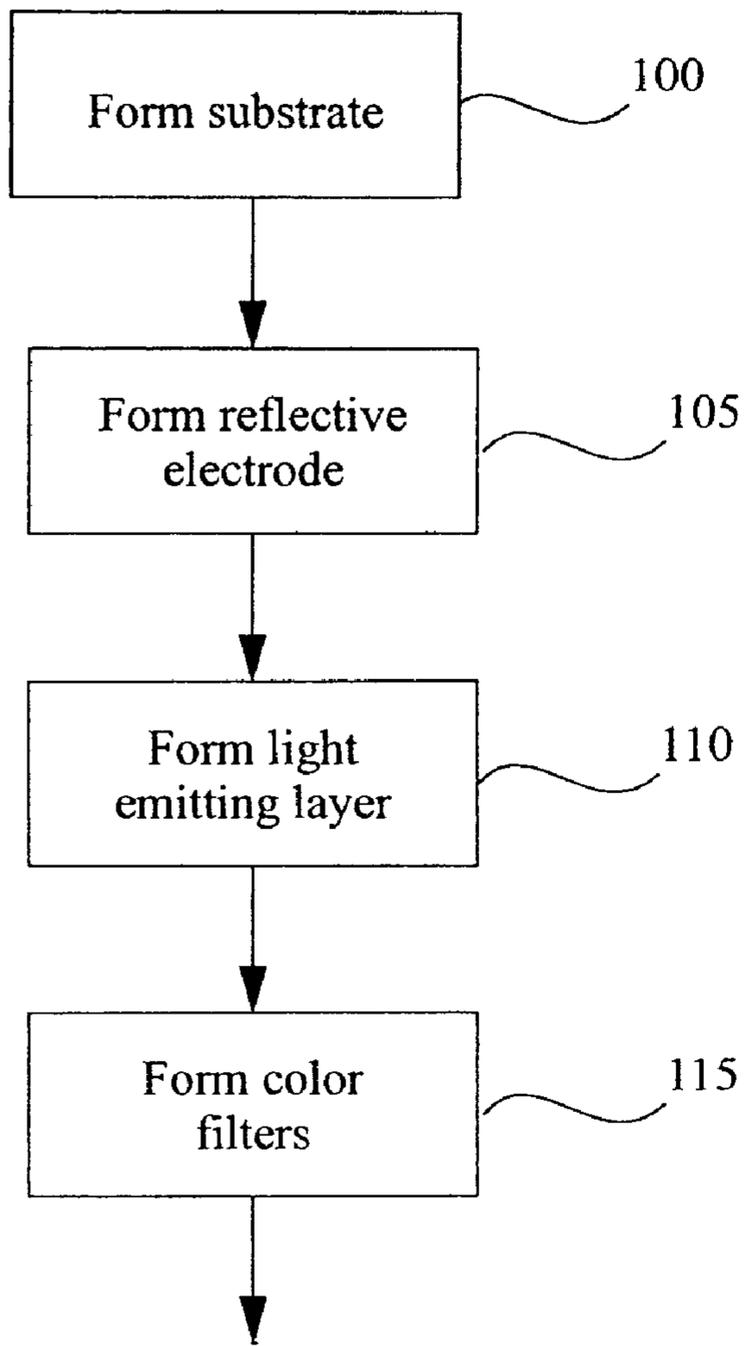 Form substrate
100
Form reflective
electrode
105
Form light
emitting layer
110
Form color
filters
115